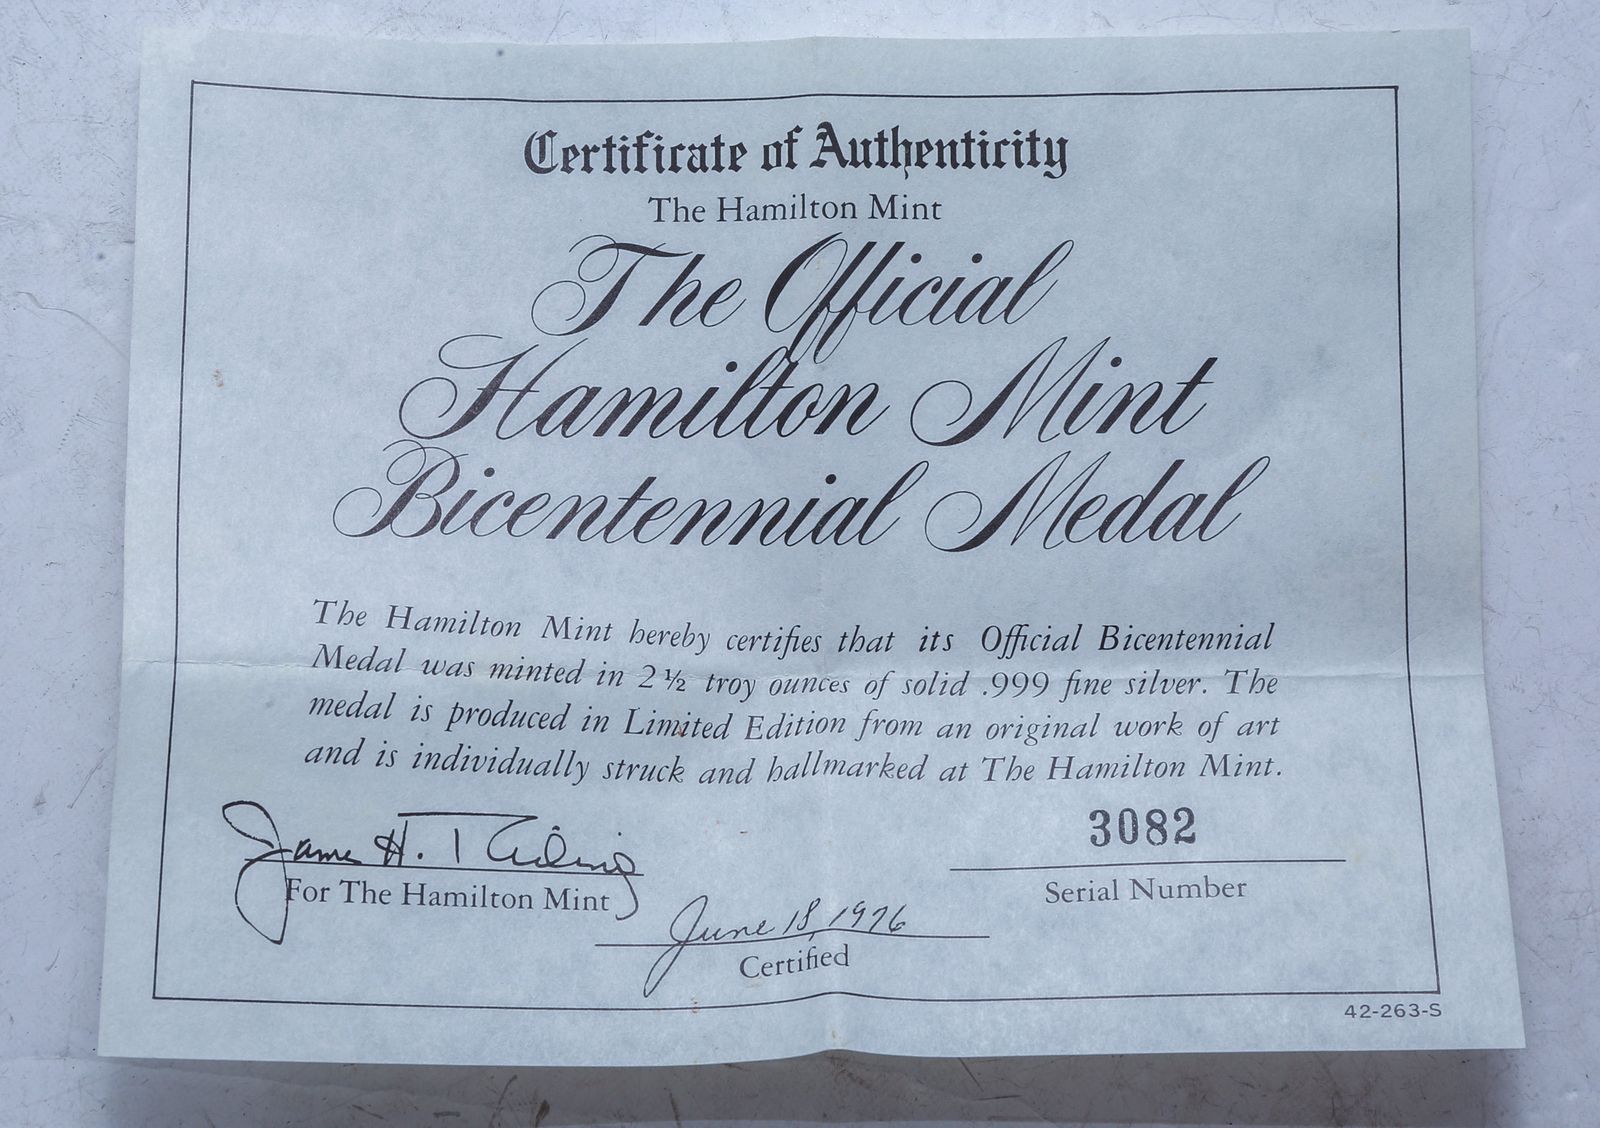 Certificate of Authenticity
The Hamilton Mint
The Official
Hamilton Mint
Bicentennial Medal
The Hamilton Mint hereby certifies that its Official Bicentennial
Medal was minted in 2 ½ troy ounces of solid .999 fine silver. The
medal is produced in Limited Edition from an original work of art
and is individually struck and hallmarked at The Hamilton Mint.
James H. T
3082
For The Hamilton Mint
Serial Number
June 18, 1976
Certified
42-263-S